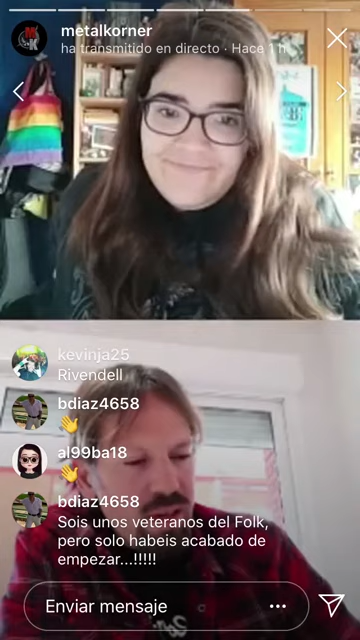 metalkorner
ha transmitido en directo · Hace 1 h
kevinja25
Rivendell
bdiaz4658
👋
al99ba18
👋
bdiaz4658
Sois unos veteranos del Folk,
pero solo habeis acabado de
empezar...!!!!!
Enviar mensaje